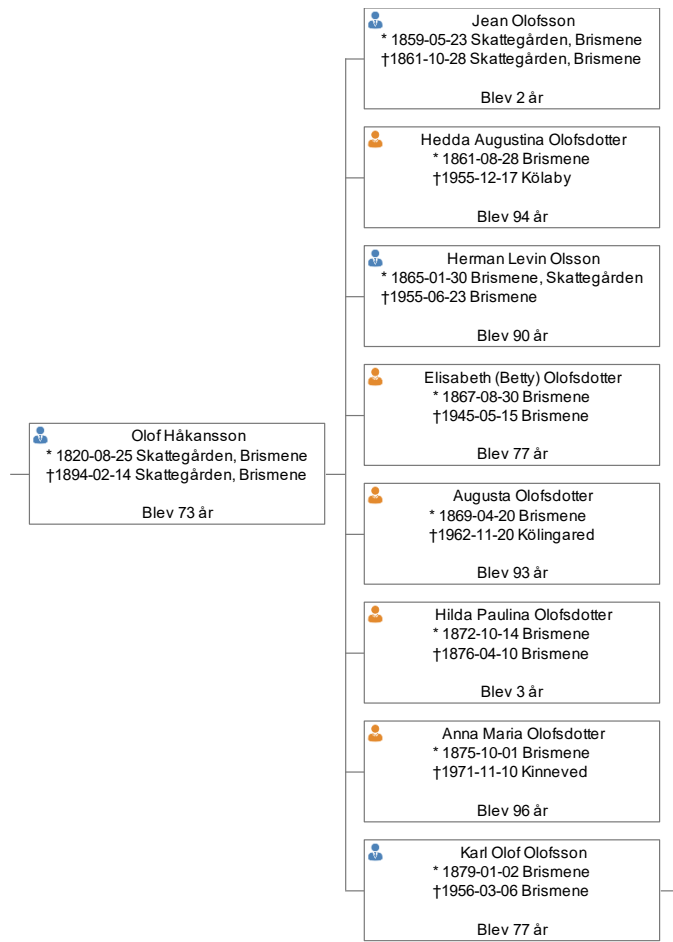 Jean Olofsson
* 1859-05-23 Skattegården, Brismene
†1861-10-28 Skattegården, Brismene
Blev 2 år
Hedda Augustina Olofsdotter
* 1861-08-28 Brismene
†1955-12-17 Kölaby
Blev 94 år
Herman Levin Olsson
* 1865-01-30 Brismene, Skattegården
†1955-06-23 Brismene
Blev 90 år
Elisabeth (Betty) Olofsdotter
* 1867-08-30 Brismene
†1945-05-15 Brismene
Blev 77 år
Olof Håkansson
* 1820-08-25 Skattegården, Brismene
†1894-02-14 Skattegården, Brismene
Blev 73 år
Augusta Olofsdotter
* 1869-04-20 Brismene
†1962-11-20 Kölingared
Blev 93 år
Hilda Paulina Olofsdotter
* 1872-10-14 Brismene
†1876-04-10 Brismene
Blev 3 år
Anna Maria Olofsdotter
* 1875-10-01 Brismene
†1971-11-10 Kinneved
Blev 96 år
Karl Olof Olofsson
* 1879-01-02 Brismene
†1956-03-06 Brismene
Blev 77 år